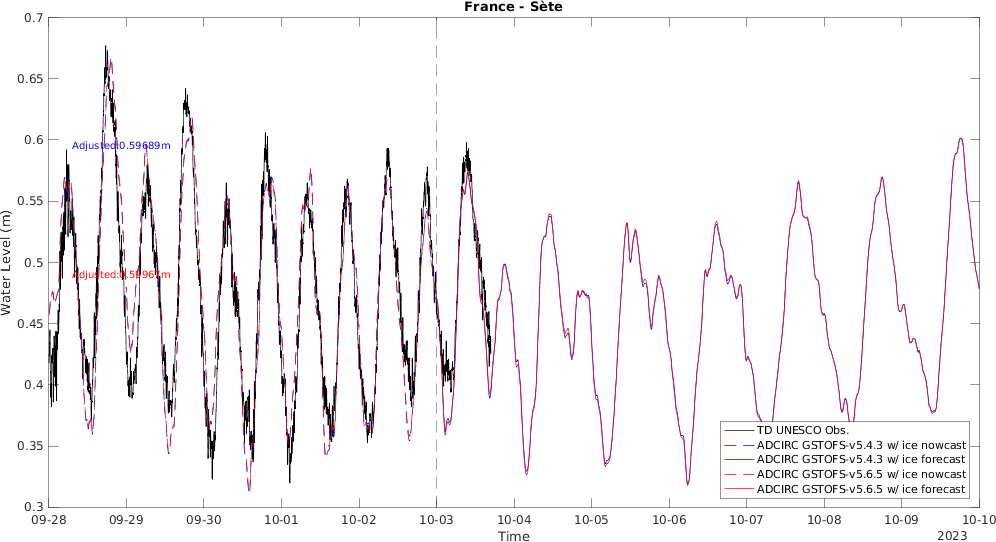 France - Sète
Water Level (m)
0.7
0.65
0.6
0.55
0.5
0.45
0.4
0.35
0.3
Adjusted:0.59689m
TD UNESCO Obs.
ADCIRC GSTOFS-v5.4.3 w/ ice nowcast
ADCIRC GSTOFS-v5.4.3 w/ ice forecast
ADCIRC GSTOFS-v5.6.5 w/ ice nowcast
ADCIRC GSTOFS-v5.6.5 w/ ice forecast
09-28 09-29 09-30 10-01 10-02 10-03 10-04 10-05 10-06 10-07 10-08 10-09 10-10
Time
2023